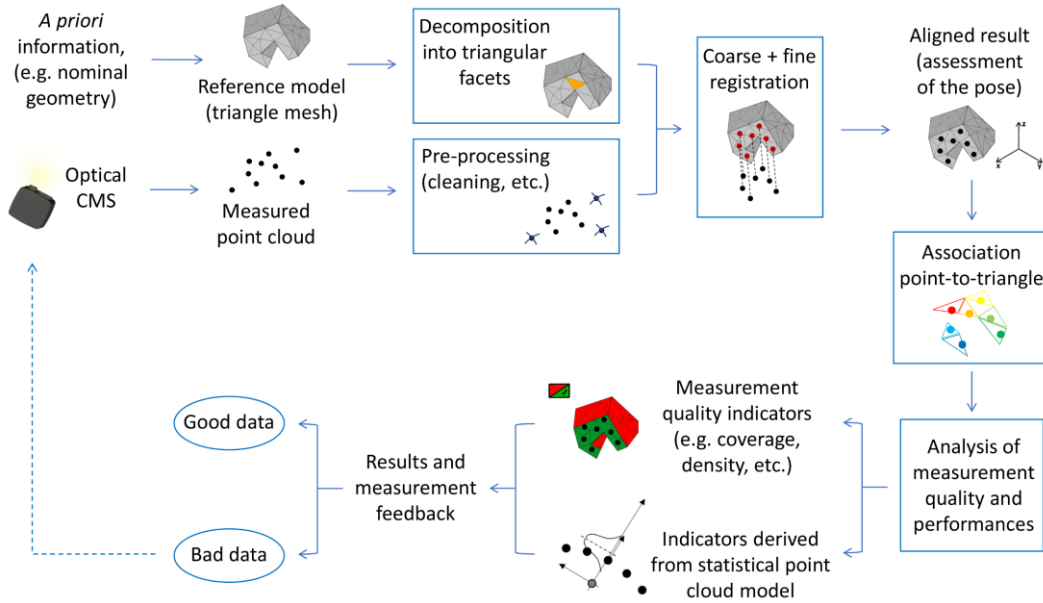 A priori
information,
(e.g. nominal
geometry)
Reference model
(triangle mesh)
Decomposition
into triangular
facets
Coarse + fine
registration
Aligned result
(assessment
of the pose)
z
x
y
Optical
CMS
Measured
point cloud
Pre-processing
(cleaning, etc.)
Association
point-to-triangle
Analysis of
measurement
quality and
performances
Measurement
quality indicators
(e.g. coverage,
density, etc.)
Indicators derived
from statistical point
cloud model
Results and
measurement
feedback
Good data
Bad data